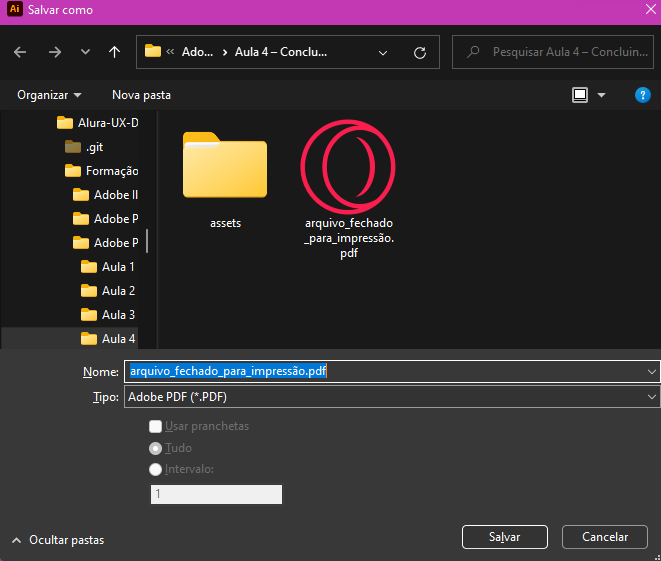 Ai Salvar como
« Ado... › Aula 4 – Conclu...
Pesquisar Aula 4 – Concluin...
Organizar
Nova pasta
?
Alura-UX-D
.git
Formação
Adobe Il
Adobe P
Adobe P
Aula 1
Aula 2
Aula 3
Aula 4
assets
arquivo_fechado
_para_impressão.
pdf
Nome: arquivo_fechado_para_impressão.pdf
Tipo: Adobe PDF (*.PDF)
Usar pranchetas
Tudo
Intervalo:
1
Ocultar pastas
Salvar
Cancelar